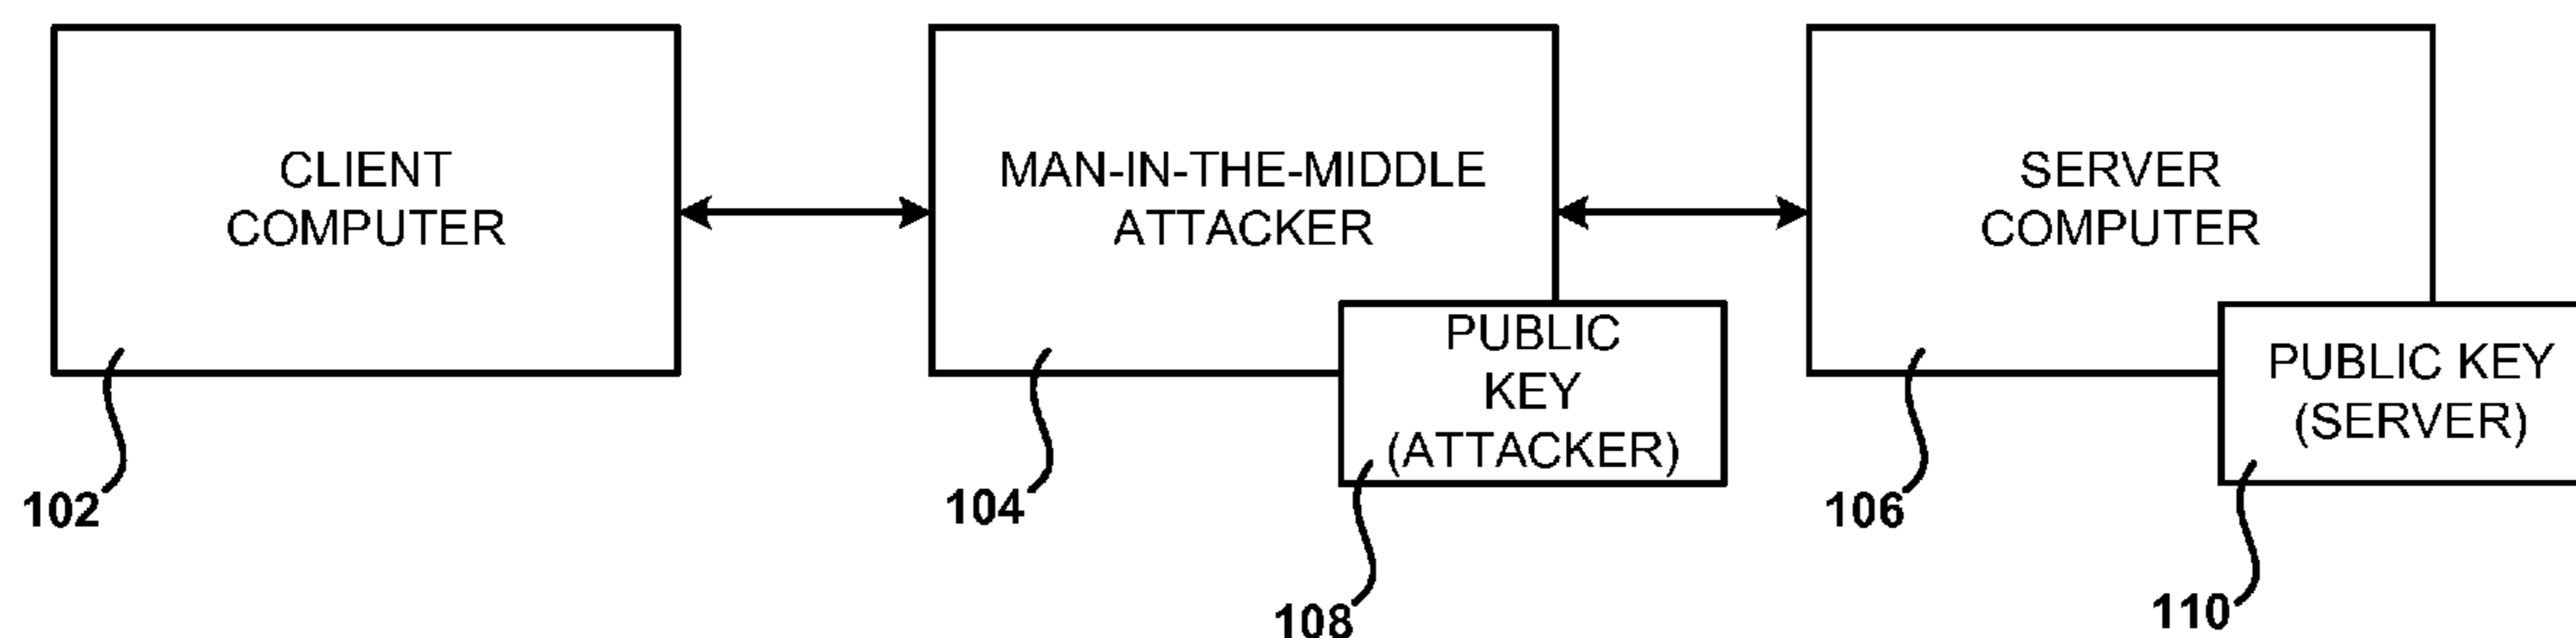 CLIENT
COMPUTER
MAN-IN-THE-MIDDLE
ATTACKER
SERVER
COMPUTER
PUBLIC
KEY
(ATTACKER)
PUBLIC KEY
(SERVER)
102
104
106
108
110